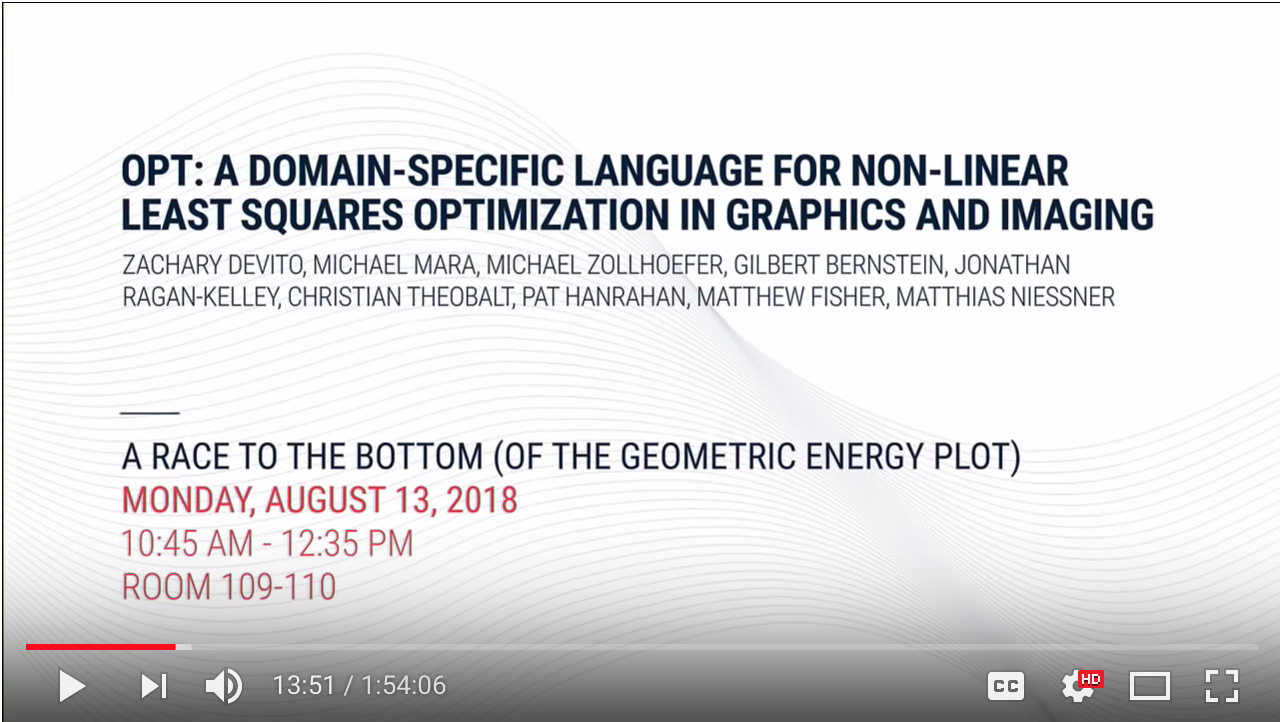 OPT: A DOMAIN-SPECIFIC LANGUAGE FOR NON-LINEAR
LEAST SQUARES OPTIMIZATION IN GRAPHICS AND IMAGING
ZACHARY DEVITO, MICHAEL MARA, MICHAEL ZOLLHOEFER, GILBERT BERNSTEIN, JONATHAN
RAGAN-KELLEY, CHRISTIAN THEOBALT, PAT HANRAHAN, MATTHEW FISHER, MATTHIAS NIESSNER
A RACE TO THE BOTTOM (OF THE GEOMETRIC ENERGY PLOT)
MONDAY, AUGUST 13, 2018
10:45 AM - 12:35 PM
ROOM 109-110
13:51 / 1:54:06 CC HD